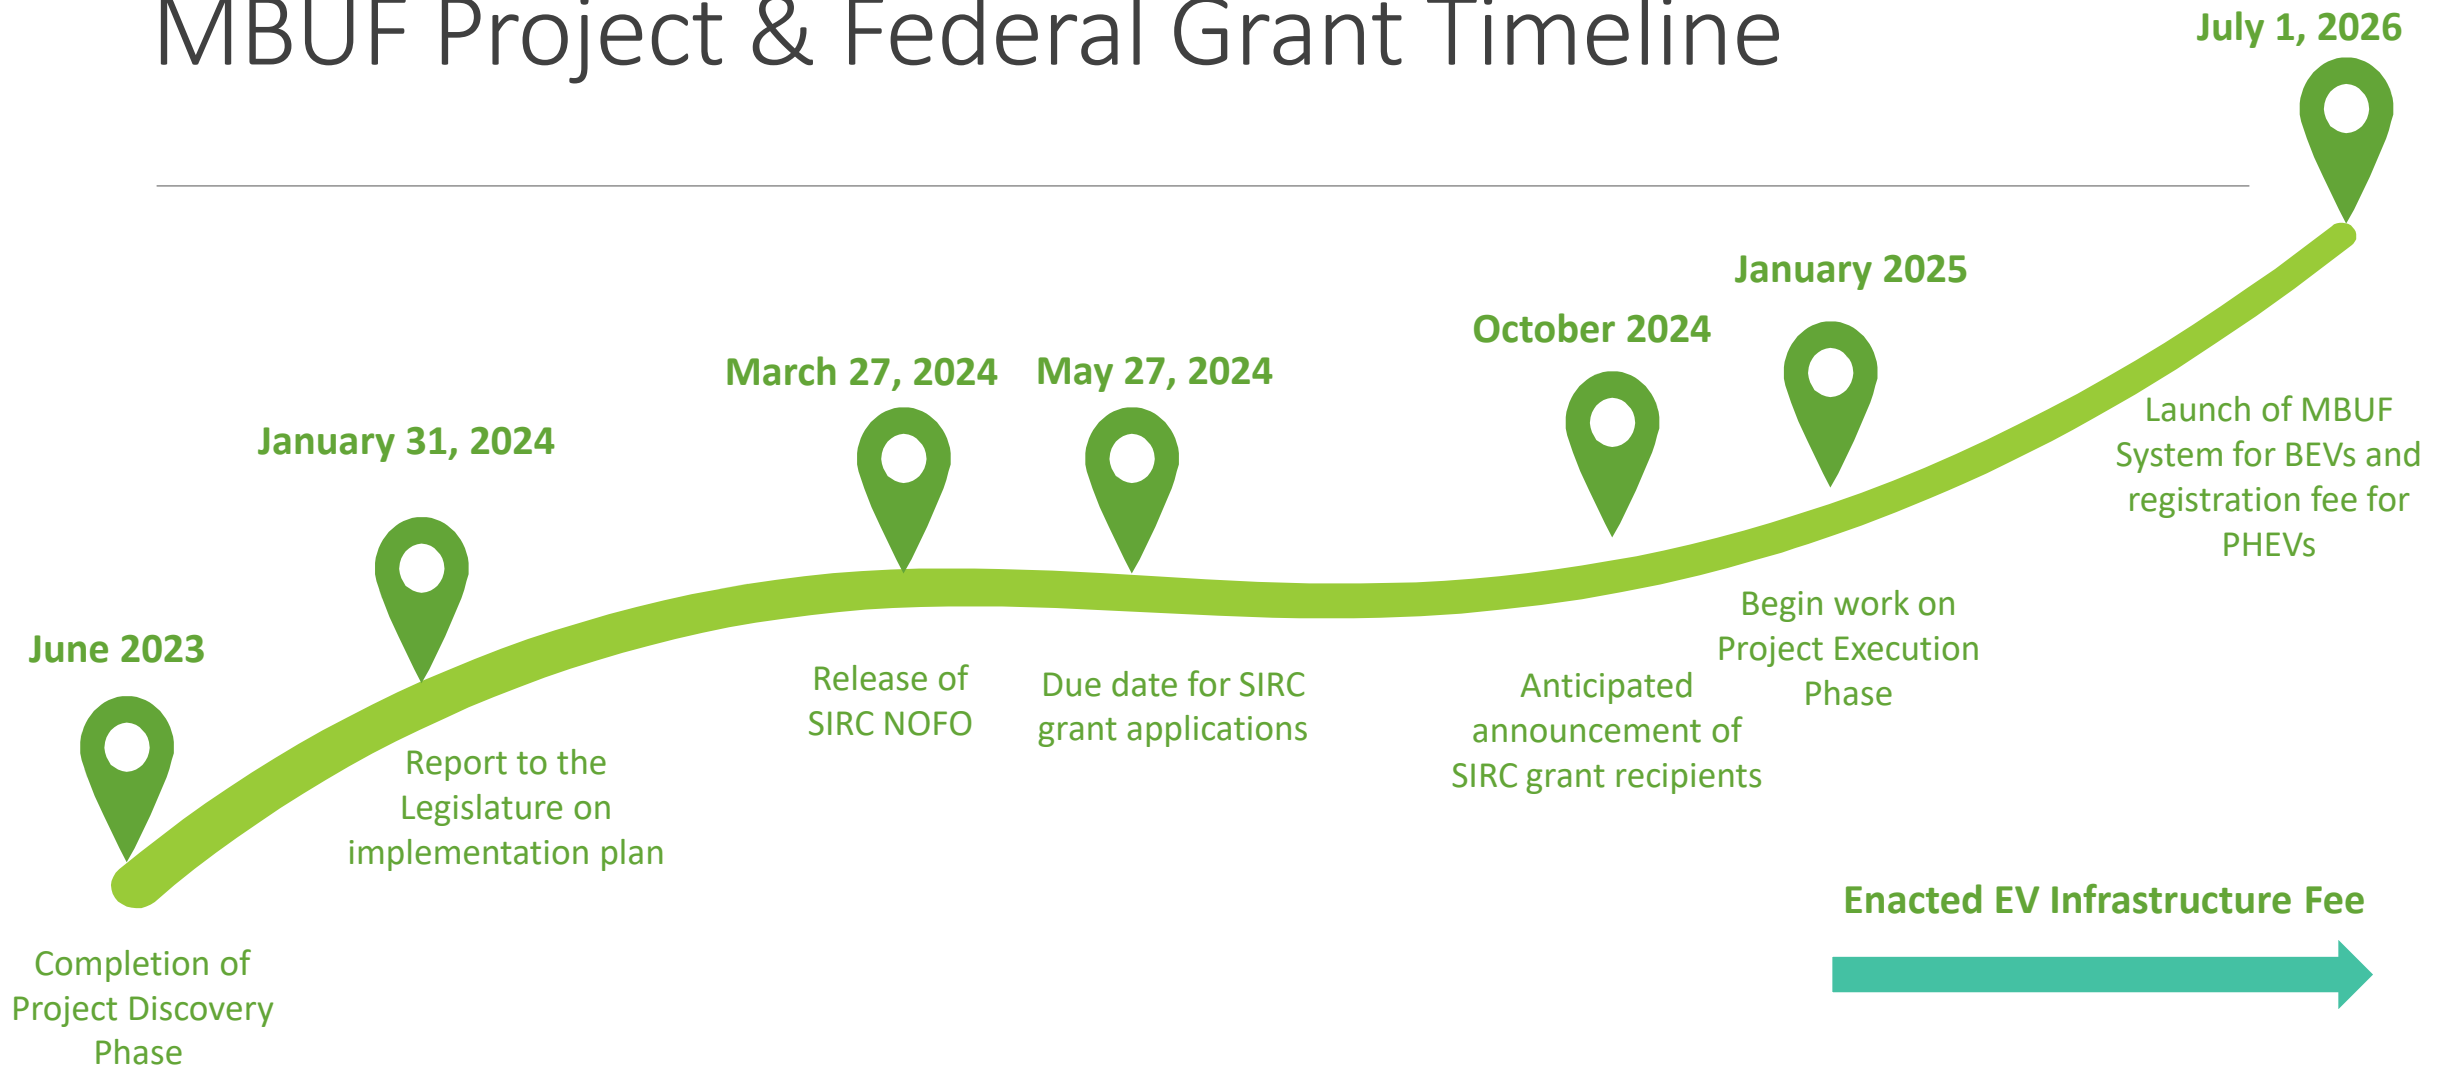 MBUF Project & Federal Grant Timeline
June 2023
Completion of
Project Discovery
Phase
January 31, 2024
Report to the
Legislature on
implementation plan
March 27, 2024
Release of
SIRC NOFO
May 27, 2024
Due date for SIRC
grant applications
October 2024
Anticipated
announcement of
SIRC grant recipients
January 2025
Begin work on
Project Execution
Phase
July 1, 2026
Launch of MBUF
System for BEVs and
registration fee for
PHEVs
Enacted EV Infrastructure Fee